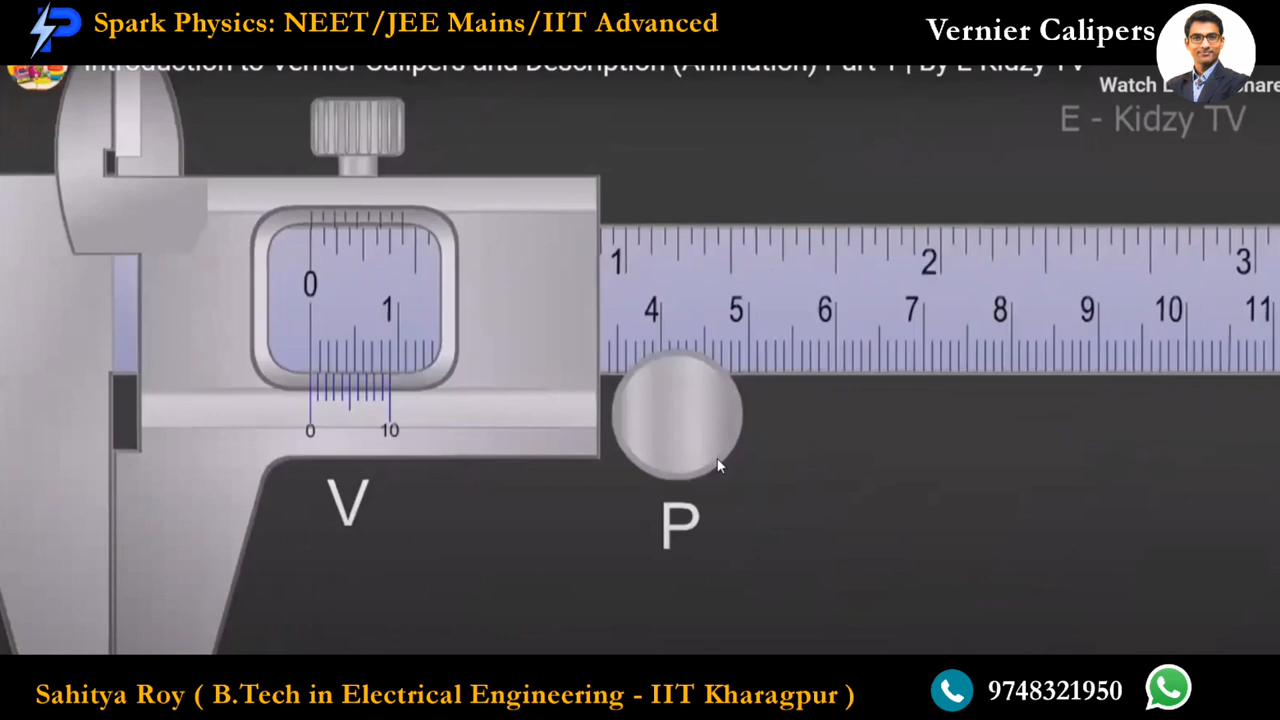 Spark Physics: NEET/JEE Mains/IIT Advanced
Vernier Calipers
Introduction to Vernier Calipers and Description (Animation) Part-1 | By E Kidzy TV
Watch
E - Kidzy TV
1 2 3
0
1 4 5 6 7 8 9 10 11
0 10
V
P
Sahitya Roy ( B.Tech in Electrical Engineering - IIT Kharagpur )
9748321950